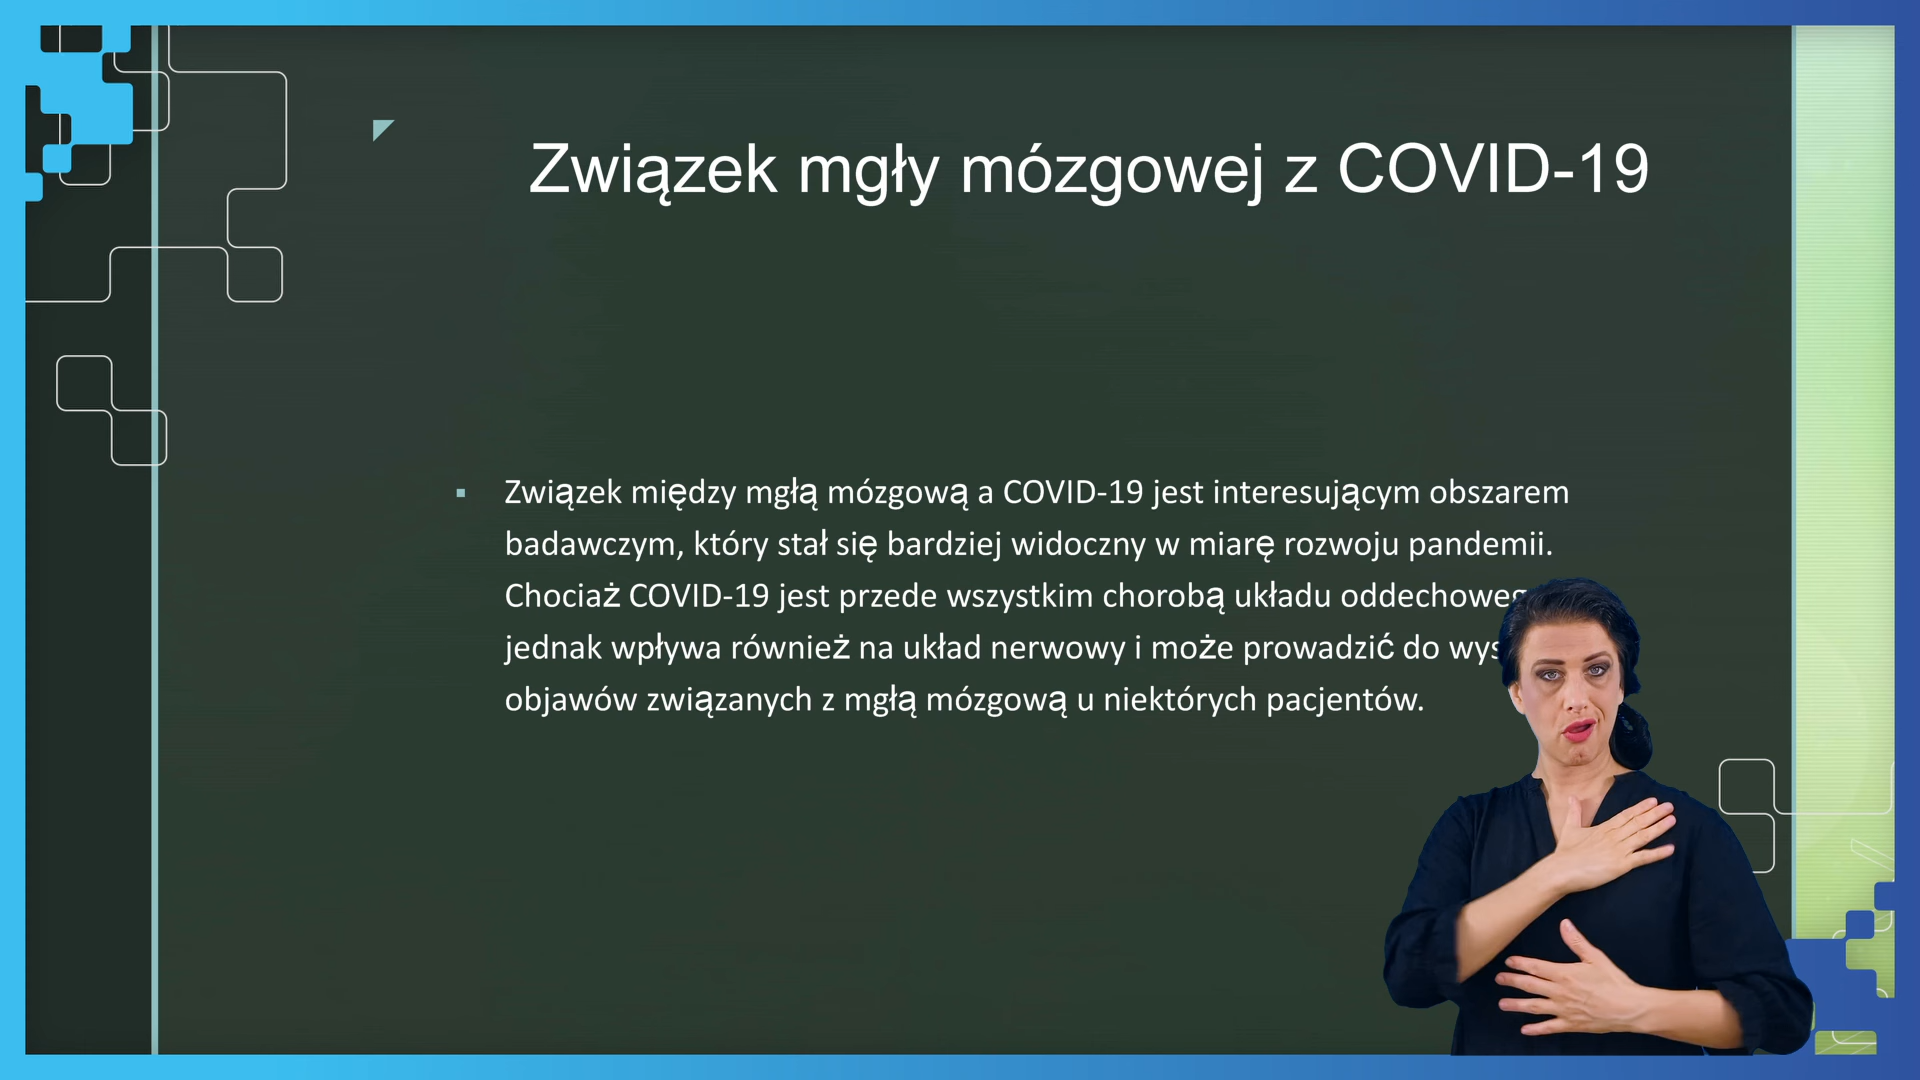 Związek mgły mózgowej z COVID-19
Związek między mgłą mózgową a COVID-19 jest interesującym obszarem
badawczym, który stał się bardziej widoczny w miarę rozwoju pandemii.
Chociaż COVID-19 jest przede wszystkim chorobą układu
jednak wpływa również na układ nerwowy i może prowadzić do
objawów związanych z mgłą mózgową u niektórych pacjentów.